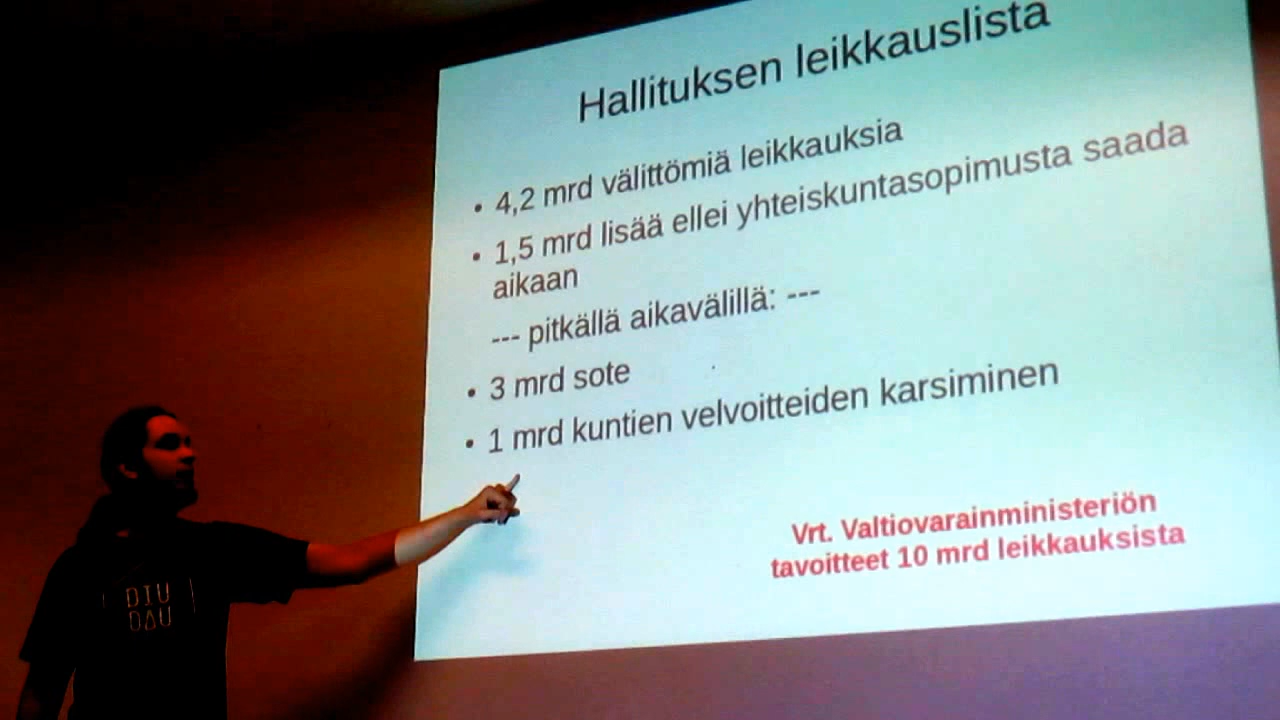 Hallituksen leikkauslista
• 4,2 mrd välittömiä leikkauksia
• 1,5 mrd lisää ellei yhteiskuntasopimusta saada
aikaan
--- pitkällä aikavälillä: ---
• 3 mrd sote
• 1 mrd kuntien velvoitteiden karsiminen
Vrt. Valtiovarainministeriön
tavoitteet 10 mrd leikkauksista
DIU
DAU